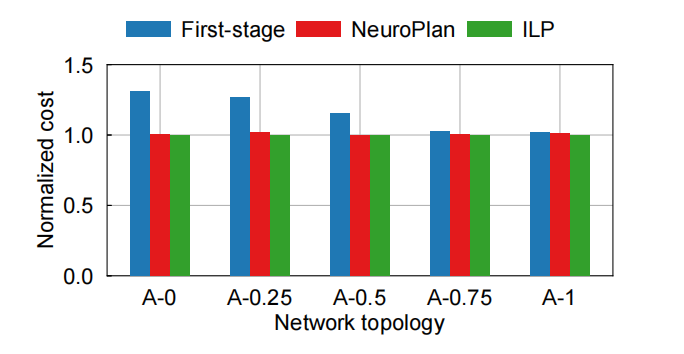 First-stage NeuroPlan ILP
Normalized cost
1.5
1.0
0.5
0.0
A-0 A-0.25 A-0.5 A-0.75 A-1
Network topology